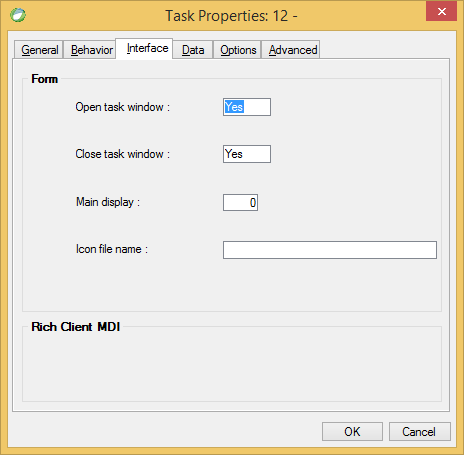 Task Properties: 12 -
General Behavior Interface Data Options Advanced
Form
Open task window : Yes
Close task window : Yes
Main display : 0
Icon file name :
Rich Client MDI
OK Cancel